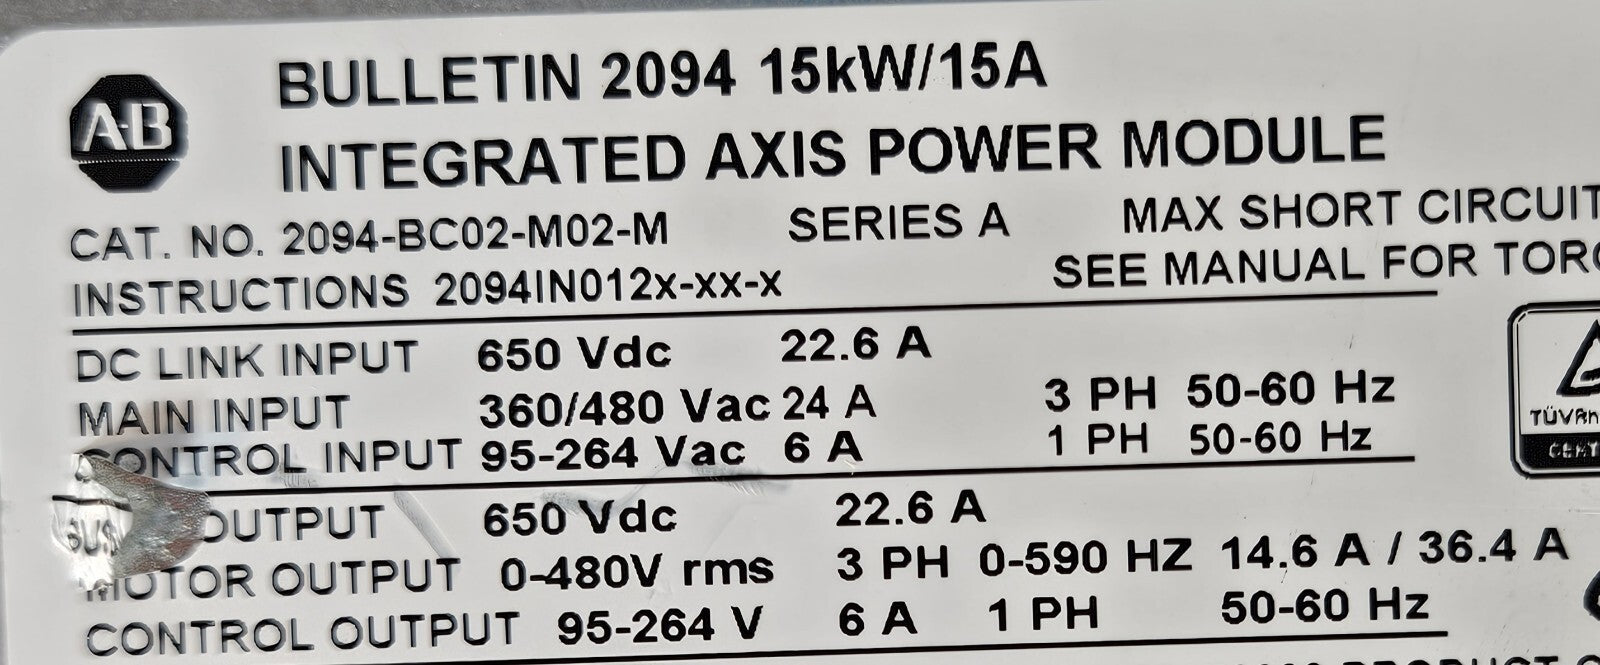 A-B
BULLETIN 2094 15kW/15A
INTEGRATED AXIS POWER MODULE
CAT. NO. 2094-BC02-M02-M SERIES A MAX SHORT CIRCUIT
INSTRUCTIONS 2094IN012x-xx-x SEE MANUAL FOR TORQ
DC LINK INPUT 650 Vdc 22.6 A
MAIN INPUT 360/480 Vac 24 A 3 PH 50-60 Hz
CONTROL INPUT 95-264 Vac 6 A 1 PH 50-60 Hz
TÜVRh
BUS OUTPUT 650 Vdc 22.6 A
MOTOR OUTPUT 0-480V rms 3 PH 0-590 HZ 14.6 A / 36.4 A
CONTROL OUTPUT 95-264 V 6 A 1 PH 50-60 Hz